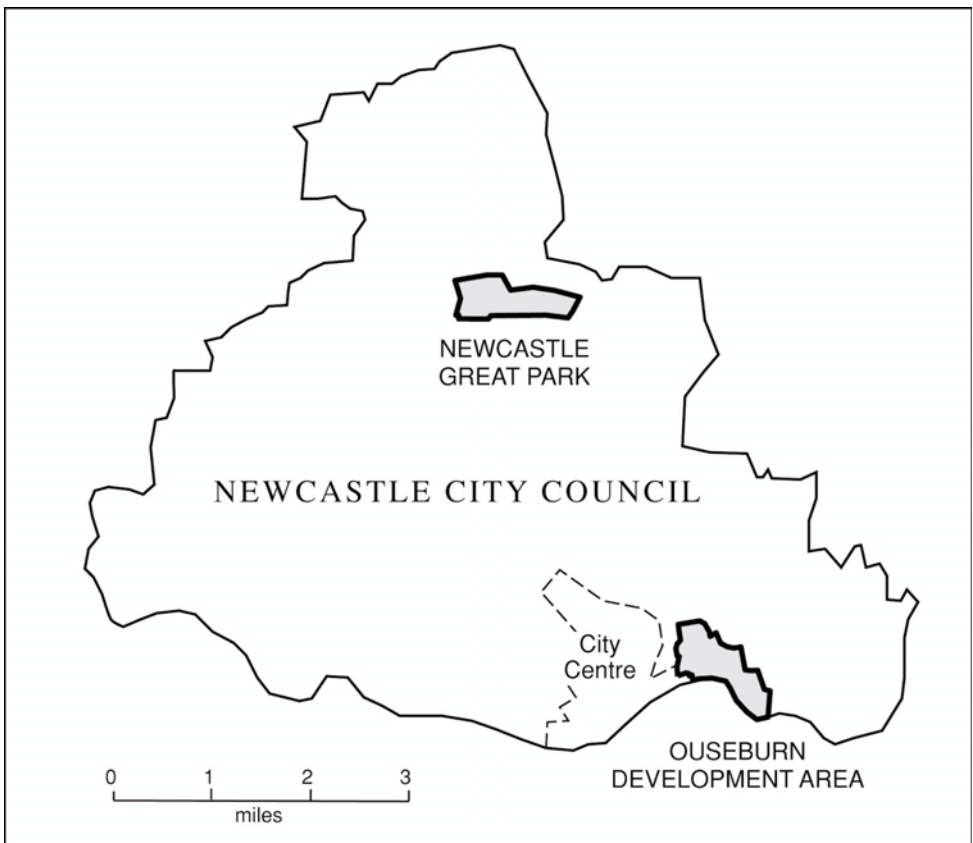 NEWCASTLE
GREAT PARK
NEWCASTLE CITY COUNCIL
City
Centre
OUSEBURN
DEVELOPMENT AREA
0 1 2 3
miles